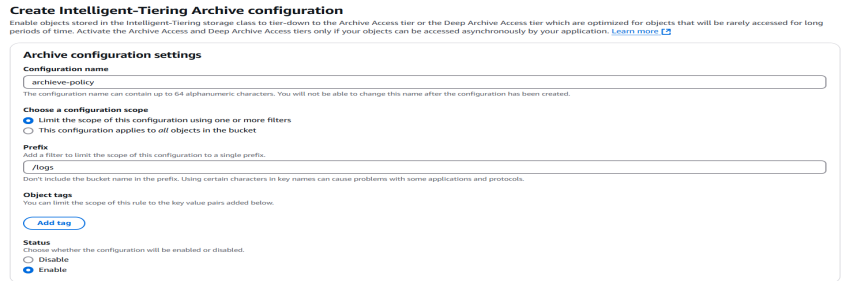 Create Intelligent-Tiering Archive configuration
Enable objects stored in the Intelligent-Tiering storage class to tier-down to the Archive Access tier or the Deep Archive Access tier which are optimized for objects that will be rarely accessed for long
periods of time. Activate the Archive Access and Deep Archive Access tiers only if your objects can be accessed asynchronously by your application. Learn more
Archive configuration settings
Configuration name
archieve-policy
The configuration name can contain up to 64 alphanumeric characters. You will not be able to change this name after the configuration has been created.
Choose a configuration scope
Limit the scope of this configuration using one or more filters
This configuration applies to all objects in the bucket
Prefix
Add a filter to limit the scope of this configuration to a single prefix.
/logs
Don't include the bucket name in the prefix. Using certain characters in key names can cause problems with some applications and protocols.
Object tags
You can limit the scope of this rule to the key value pairs added below.
Add tag
Status
Choose whether the configuration will be enabled or disabled.
Disable
Enable